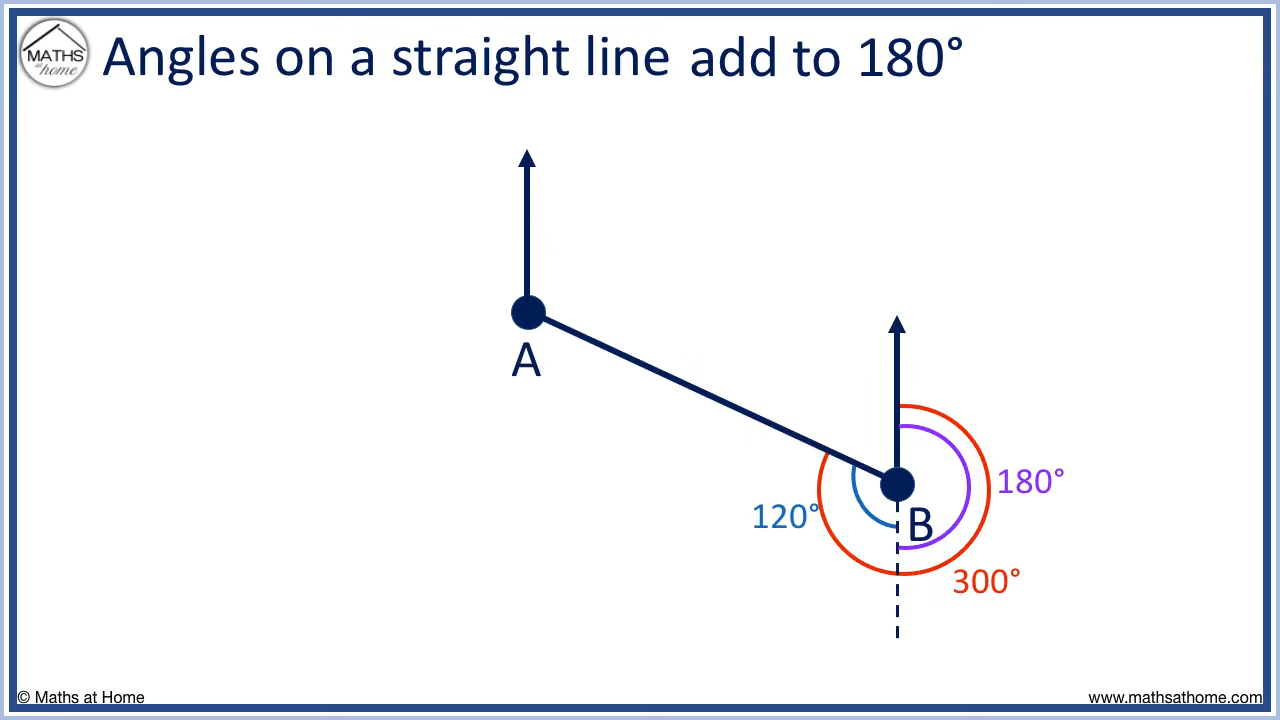 MATHS
at
home
Angles on a straight line add to 180°
A
180°
120°
B
300°
© Maths at Home
www.mathsathome.com